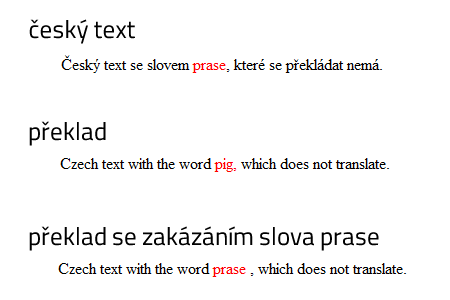 český text
Český text se slovem prase, které se překládat nemá.
překlad
Czech text with the word pig, which does not translate.
překlad se zakázáním slova prase
Czech text with the word prase , which does not translate.